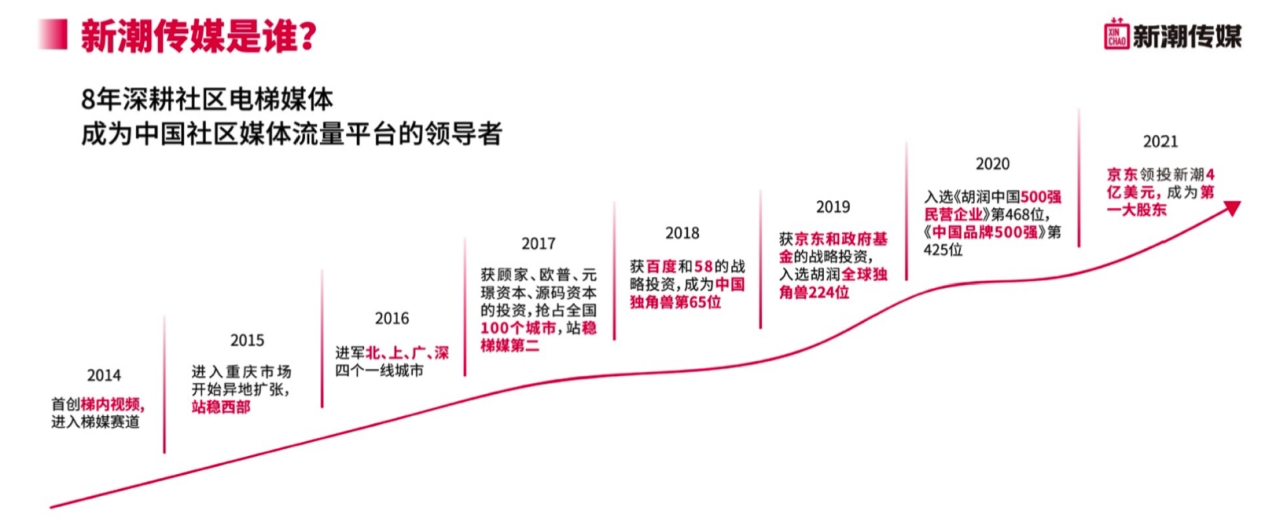 新潮传媒是谁?
XIN
CHAO
新潮传媒
8年深耕社区电梯媒体
成为中国社区媒体流量平台的领导者
2014
首创梯内视频,
进入梯媒赛道
2015
进入重庆市场
开始异地扩张,
站稳西部
2016
进军北、上、广、深
四个一线城市
2017
获顾家、欧普、元
璟资本、源码资本
的投资,抢占全国
100个城市,站稳
梯媒第二
2018
获百度和58的战
略投资,成为中国
独角兽第65位
2019
获京东和政府基
金的战略投资,
入选胡润全球独
角兽224位
2020
入选《胡润中国500强
民营企业》第468位,
《中国品牌500强》第
425位
2021
京东领投新潮4
亿美元,成为第
一大股东